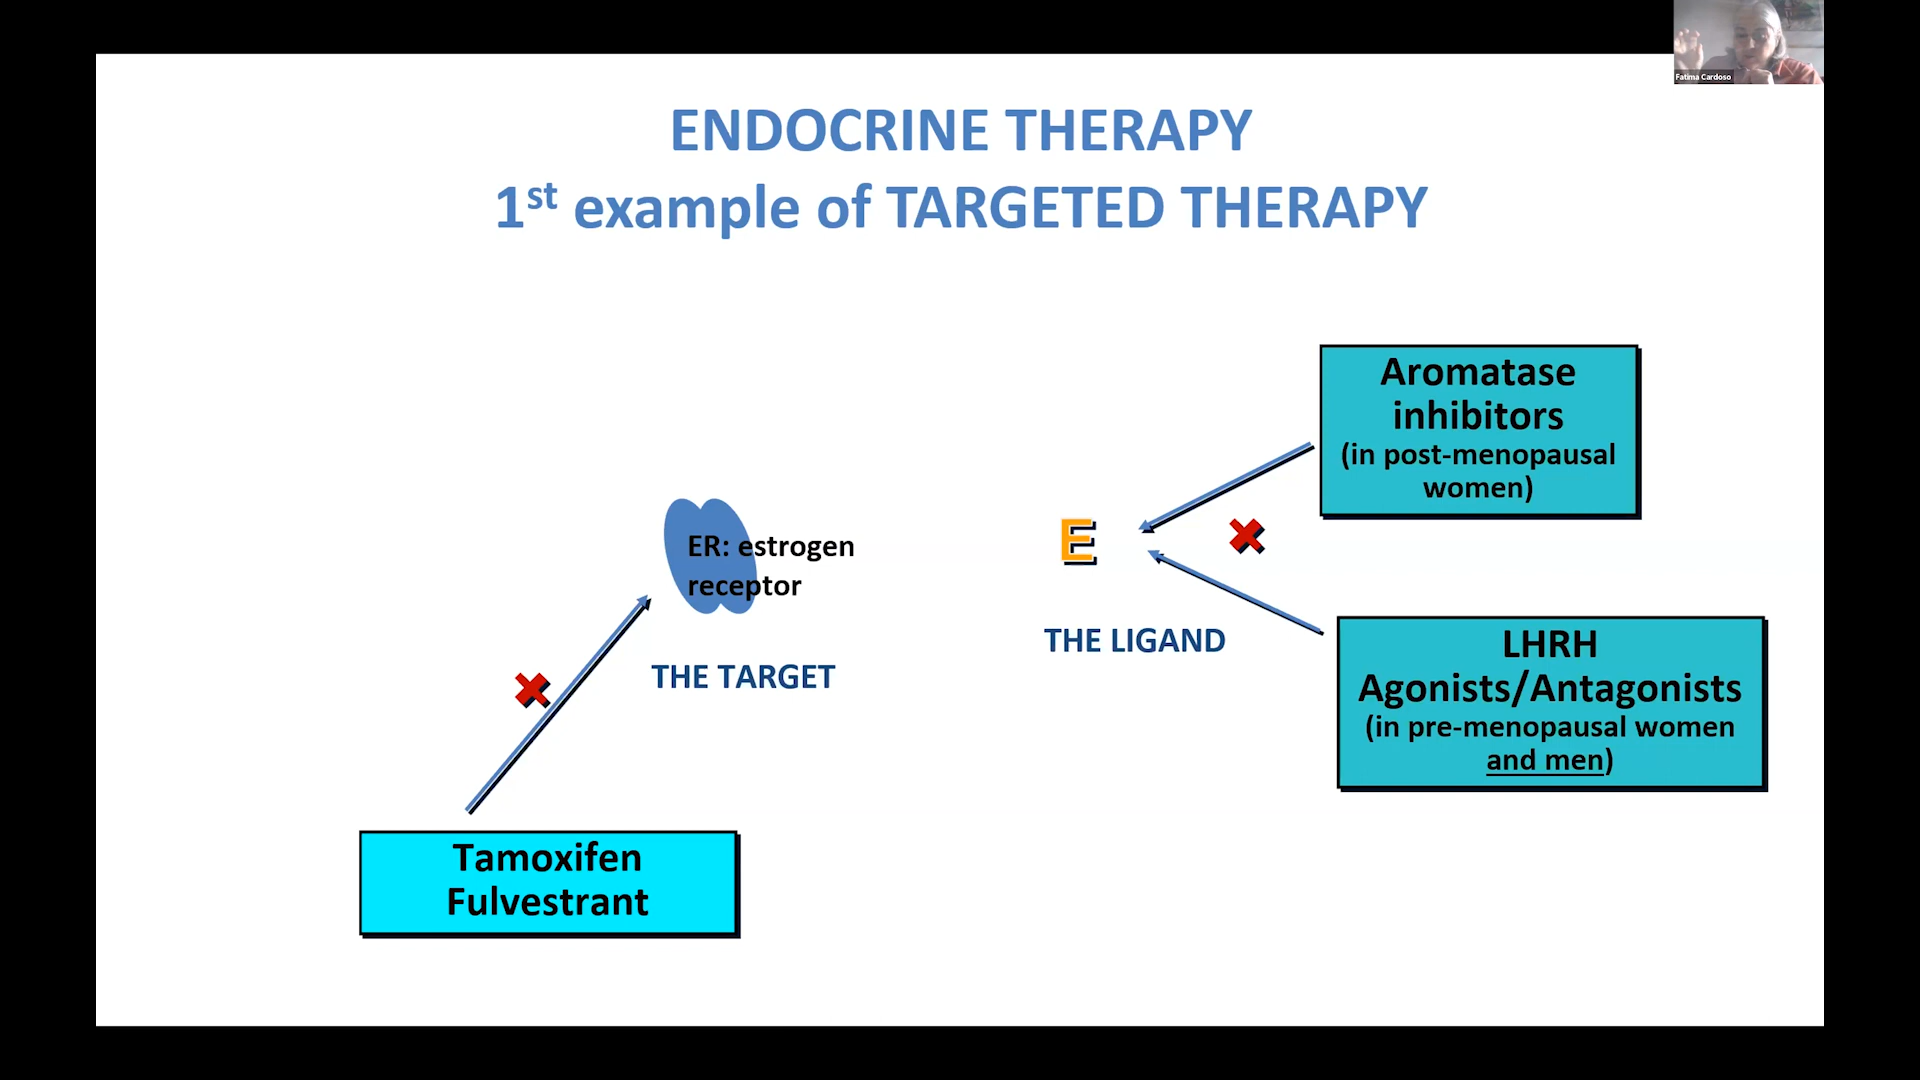 Fatima Cardoso
ENDOCRINE THERAPY
1st example of TARGETED THERAPY
Aromatase
inhibitors
(in post-menopausal
women)
ER: estrogen
receptor
E
THE LIGAND
THE TARGET
LHRH
Agonists/Antagonists
(in pre-menopausal women
and men)
Tamoxifen
Fulvestrant